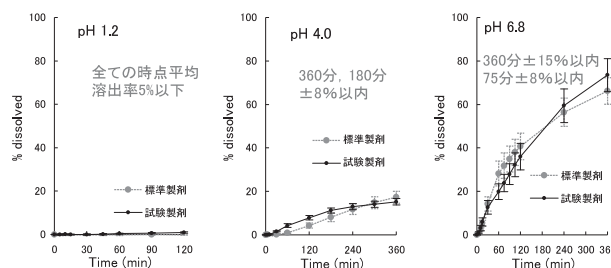 pH 1.2
全ての時点平均
溶出率5%以下
% dissolved
100
80
60
40
20
0
標準製剤
試験製剤
0 30 60 90 120
Time (min)
pH 4.0
360分, 180分
±8%以内
% dissolved
100
80
60
40
20
0
標準製剤
試験製剤
0 120 240 360
Time (min)
pH 6.8
360分±15%以内
75分±8%以内
% dissolved
100
80
60
40
20
0
標準製剤
試験製剤
0 60 120 180 240 300 360
Time (min)